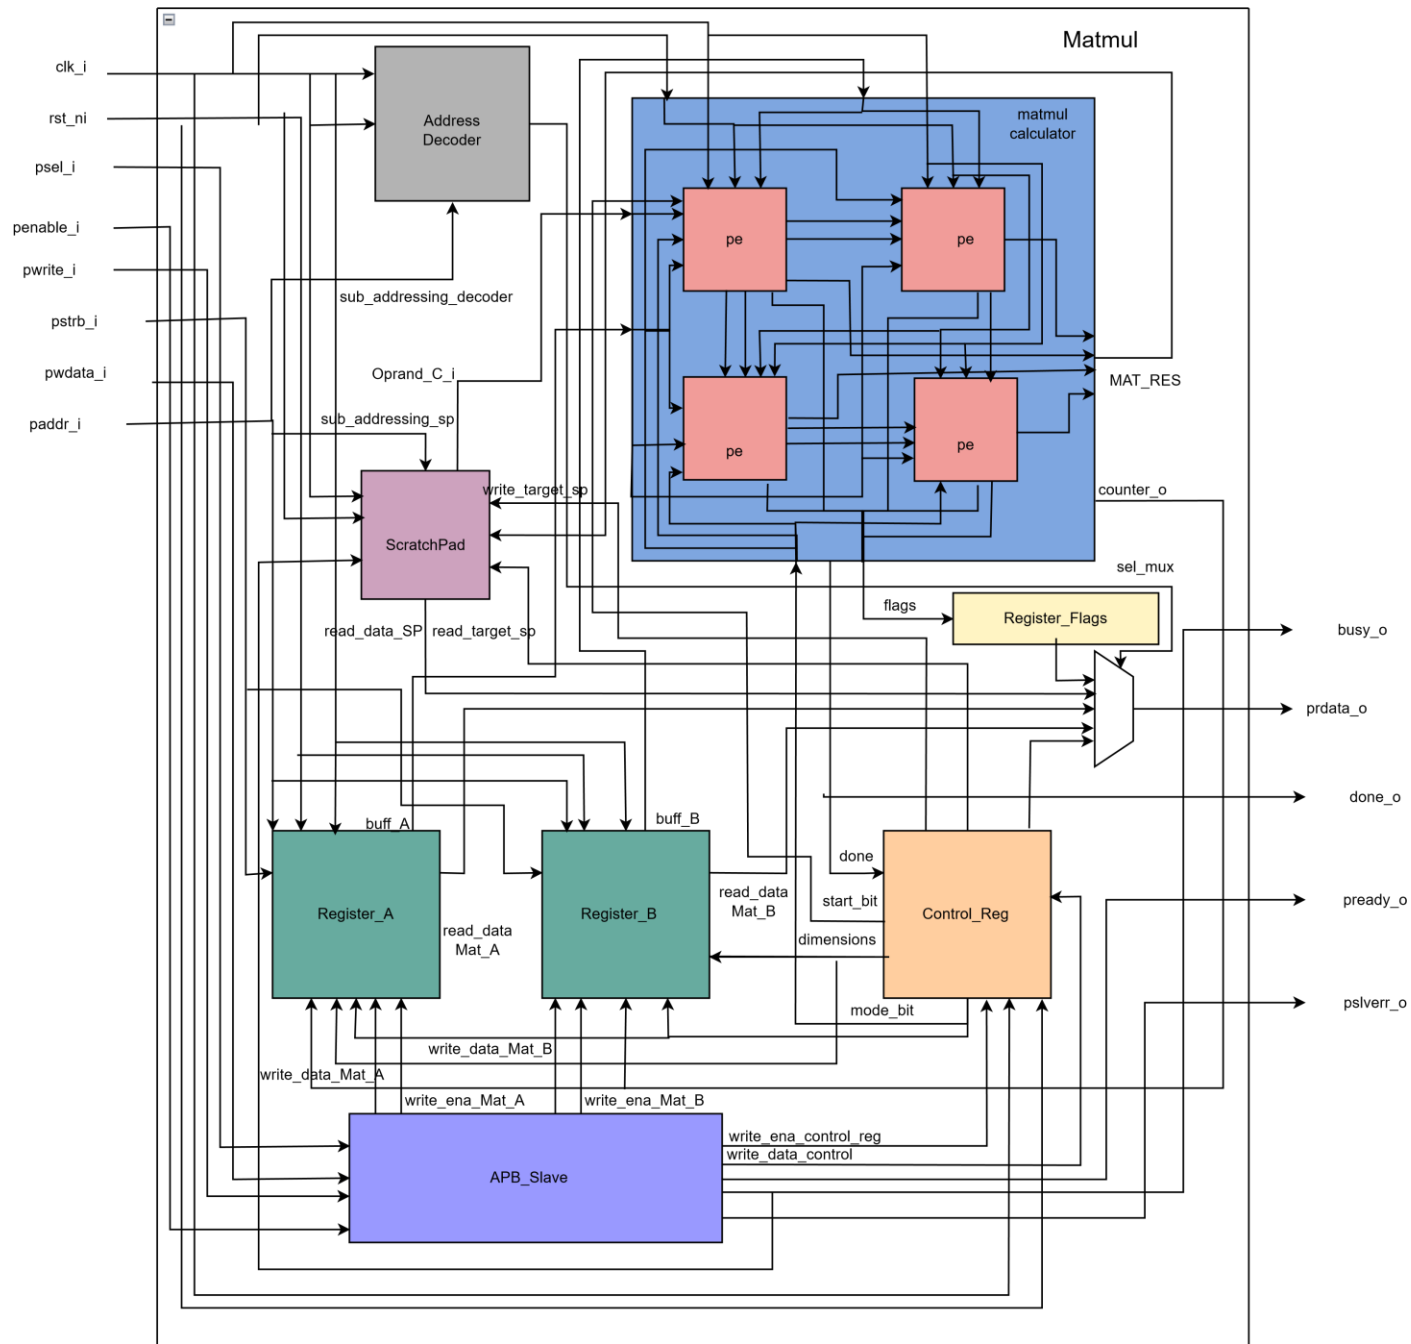 Matmul
clk_i
rst_ni
psel_i
penable_i
pwrite_i
pstrb_i
pwdata_i
paddr_i
Address
Decoder
matmul
calculator
pe
pe
pe
pe
sub_addressing_decoder
Oprand_C_i
sub_addressing_sp
MAT_RES
write_target_sp
counter_o
ScratchPad
sel_mux
flags
Register_Flags
read_data_SP
read_target_sp
busy_o
prdata_o
done_o
pready_o
pslverr_o
buff_A
buff_B
done
start_bit
Register_A
Register_B
Control_Reg
read_data
Mat_A
read_data
Mat_B
dimensions
mode_bit
write_data_Mat_B
write_data_Mat_A
write_ena_Mat_A
write_ena_Mat_B
write_ena_control_reg
write_data_control
APB_Slave